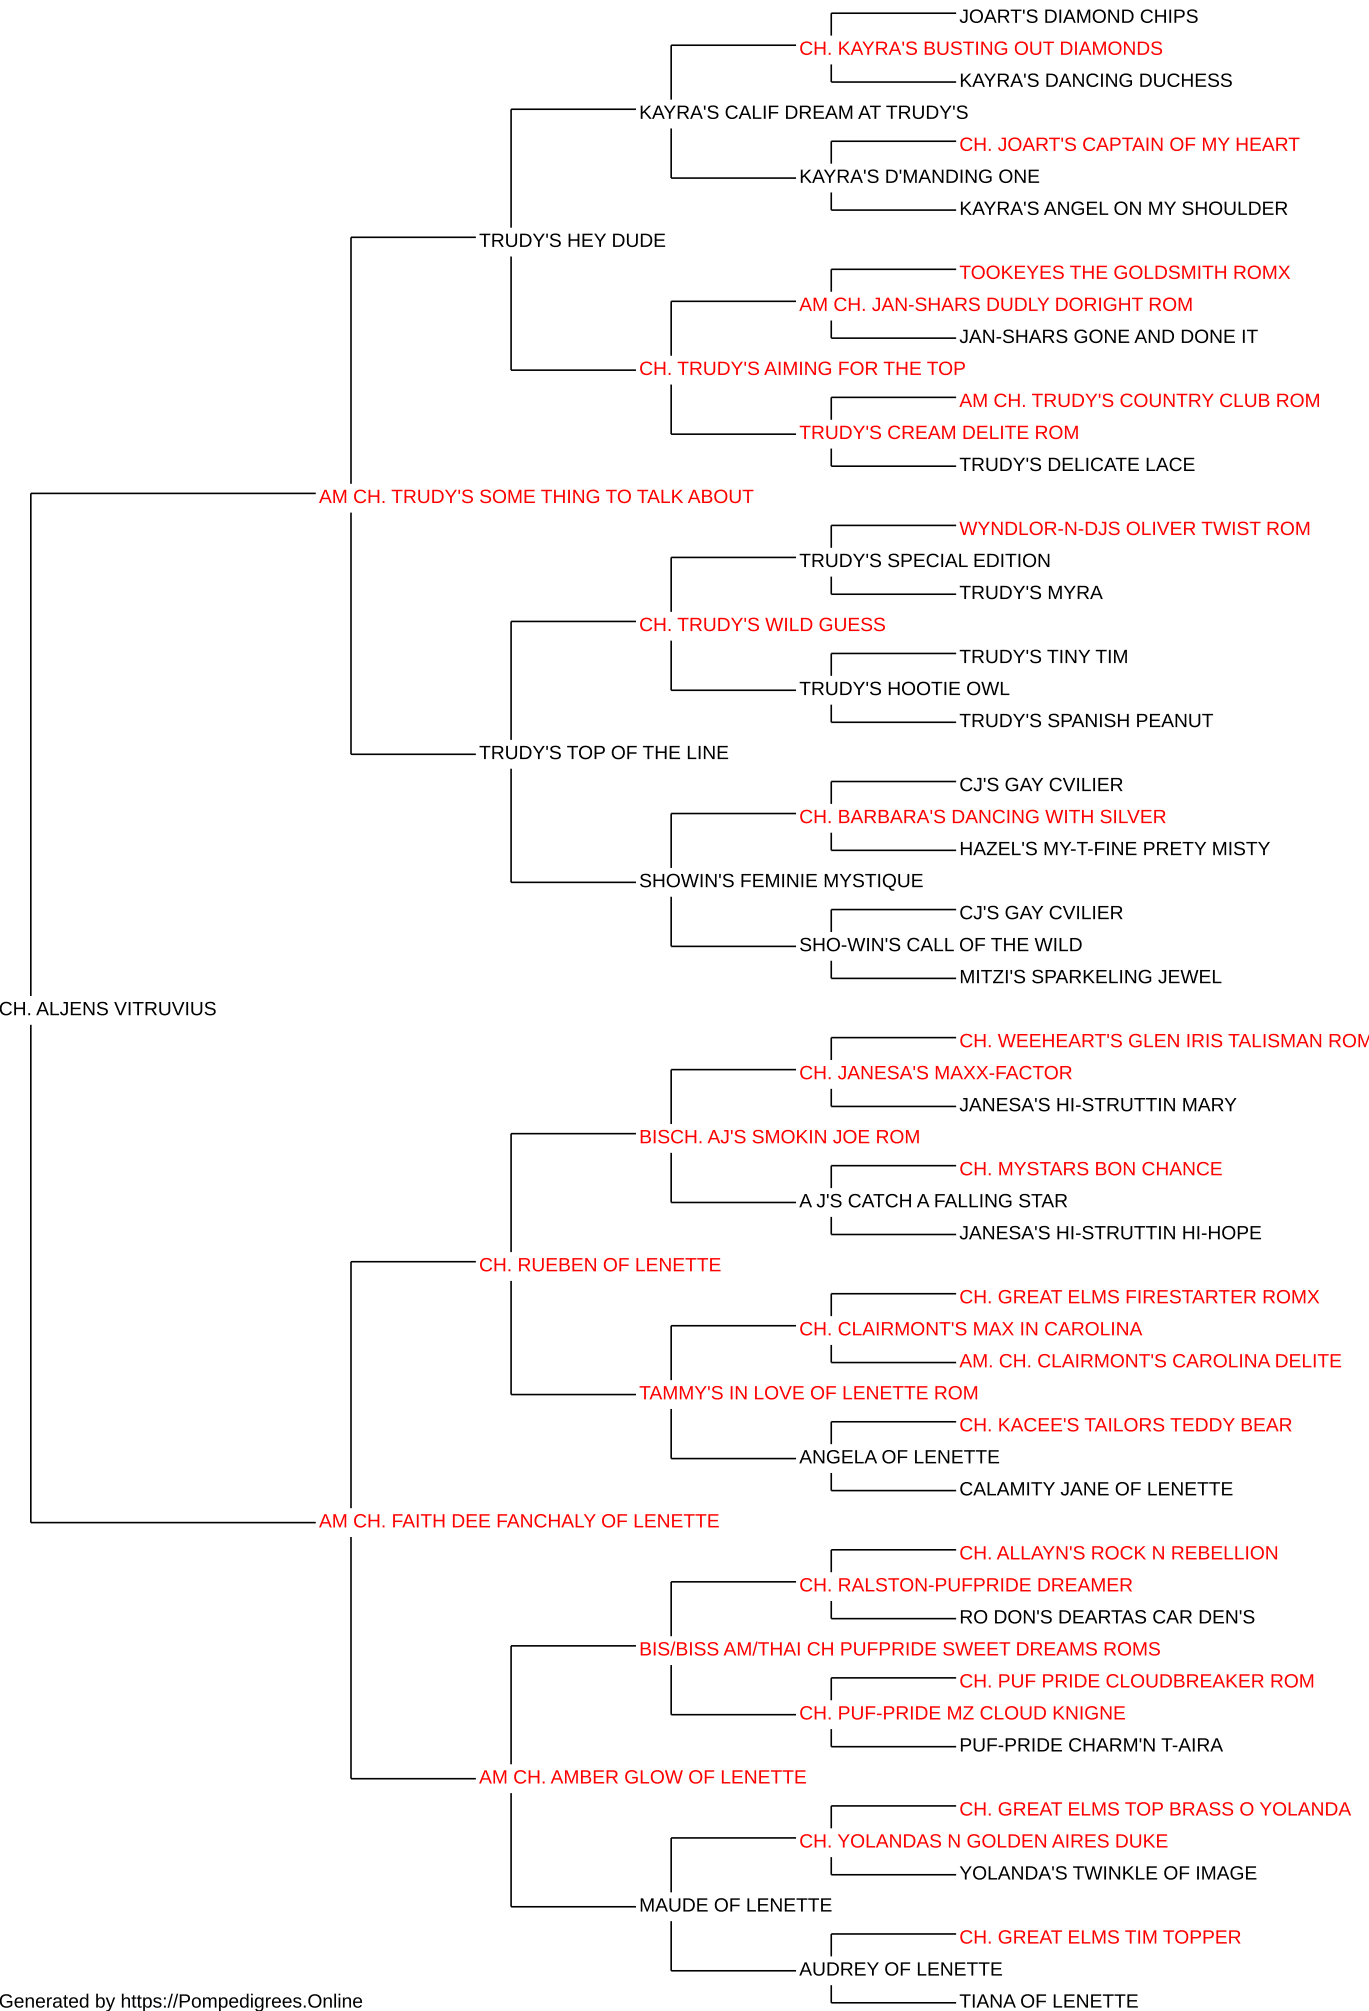 JOART'S DIAMOND CHIPS
CH. KAYRA'S BUSTING OUT DIAMONDS
KAYRA'S DANCING DUCHESS
KAYRA'S CALIF DREAM AT TRUDY'S
CH. JOART'S CAPTAIN OF MY HEART
KAYRA'S D'MANDING ONE
KAYRA'S ANGEL ON MY SHOULDER
TRUDY'S HEY DUDE
TOOKEYES THE GOLDSMITH ROMX
AM CH. JAN-SHARS DUDLY DORIGHT ROM
JAN-SHARS GONE AND DONE IT
CH. TRUDY'S AIMING FOR THE TOP
AM CH. TRUDY'S COUNTRY CLUB ROM
TRUDY'S CREAM DELITE ROM
TRUDY'S DELICATE LACE
AM CH. TRUDY'S SOME THING TO TALK ABOUT
WYNDLOR-N-DJS OLIVER TWIST ROM
TRUDY'S SPECIAL EDITION
TRUDY'S MYRA
CH. TRUDY'S WILD GUESS
TRUDY'S TINY TIM
TRUDY'S HOOTIE OWL
TRUDY'S SPANISH PEANUT
TRUDY'S TOP OF THE LINE
CJ'S GAY CVILIER
CH. BARBARA'S DANCING WITH SILVER
HAZEL'S MY-T-FINE PRETY MISTY
SHOWIN'S FEMINIE MYSTIQUE
CJ'S GAY CVILIER
SHO-WIN'S CALL OF THE WILD
MITZI'S SPARKELING JEWEL
CH. ALJENS VITRUVIUS
CH. WEEHEART'S GLEN IRIS TALISMAN ROM
CH. JANESA'S MAXX-FACTOR
JANESA'S HI-STRUTTIN MARY
BISCH. AJ'S SMOKIN JOE ROM
CH. MYSTARS BON CHANCE
A J'S CATCH A FALLING STAR
JANESA'S HI-STRUTTIN HI-HOPE
CH. RUEBEN OF LENETTE
CH. GREAT ELMS FIRESTARTER ROMX
CH. CLAIRMONT'S MAX IN CAROLINA
AM. CH. CLAIRMONT'S CAROLINA DELITE
TAMMY'S IN LOVE OF LENETTE ROM
CH. KACEE'S TAILORS TEDDY BEAR
ANGELA OF LENETTE
CALAMITY JANE OF LENETTE
AM CH. FAITH DEE FANCHALY OF LENETTE
CH. ALLAYN'S ROCK N REBELLION
CH. RALSTON-PUFPRIDE DREAMER
RO DON'S DEARTAS CAR DEN'S
BIS/BISS AM/THAI CH PUFPRIDE SWEET DREAMS ROMS
CH. PUF PRIDE CLOUDBREAKER ROM
CH. PUF-PRIDE MZ CLOUD KNIGNE
PUF-PRIDE CHARM'N T-AIRA
AM CH. AMBER GLOW OF LENETTE
CH. GREAT ELMS TOP BRASS O YOLANDA
CH. YOLANDAS N GOLDEN AIRES DUKE
YOLANDA'S TWINKLE OF IMAGE
MAUDE OF LENETTE
CH. GREAT ELMS TIM TOPPER
AUDREY OF LENETTE
TIANA OF LENETTE
Generated by https://Pompedigrees.Online